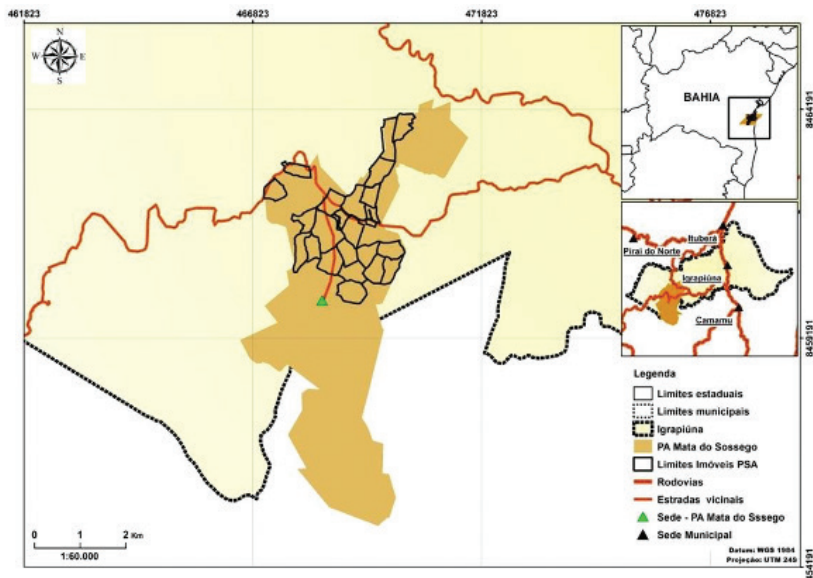 461823 466823 471823 476823
N
W E
S
BAHIA
8464191
Ituberá
Piraí do Norte
Igrapiúna
Camamu
8459191
Legenda
Limites estaduais
Limites municipais
Igrapiúna
PA Mata do Sossego
Limites Imóveis PSA
Rodovias
Estradas vicinais
Sede - PA Mata do Sssego
Sede Municipal
0 1 2 Km
1:60.000
Datum: WGS 1984
Projeção: UTM 24S
8454191